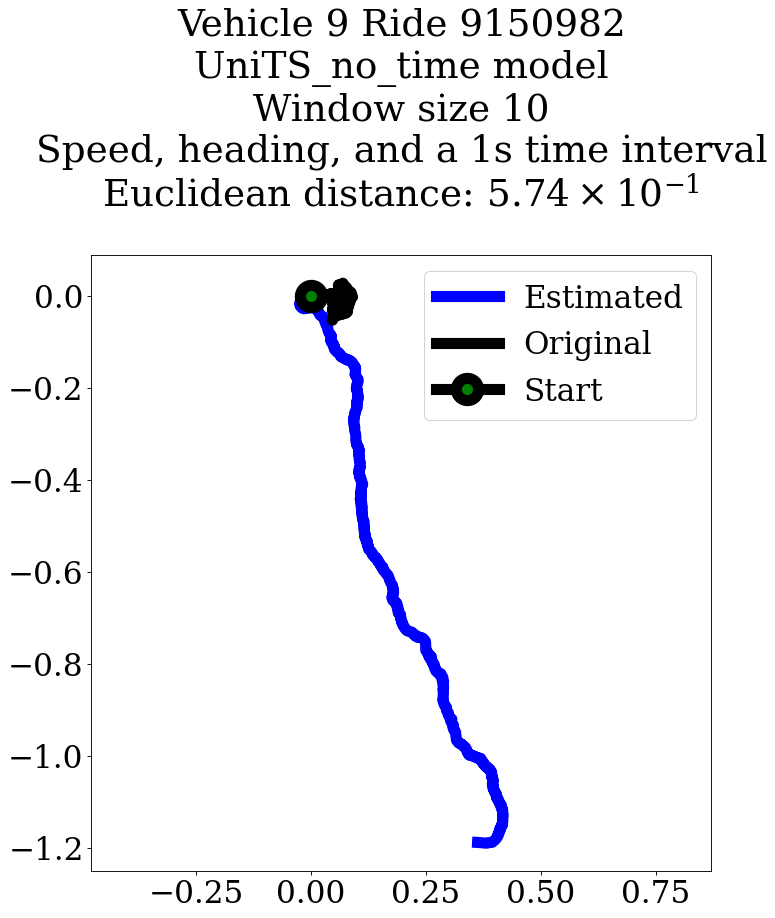 Vehicle 9 Ride 9150982
UniTS_no_time model
Window size 10
Speed, heading, and a 1s time interval
Euclidean distance: 5.74 × 10⁻¹
Estimated
Original
Start
0.0
−0.2
−0.4
−0.6
−0.8
−1.0
−1.2
−0.25 0.00 0.25 0.50 0.75